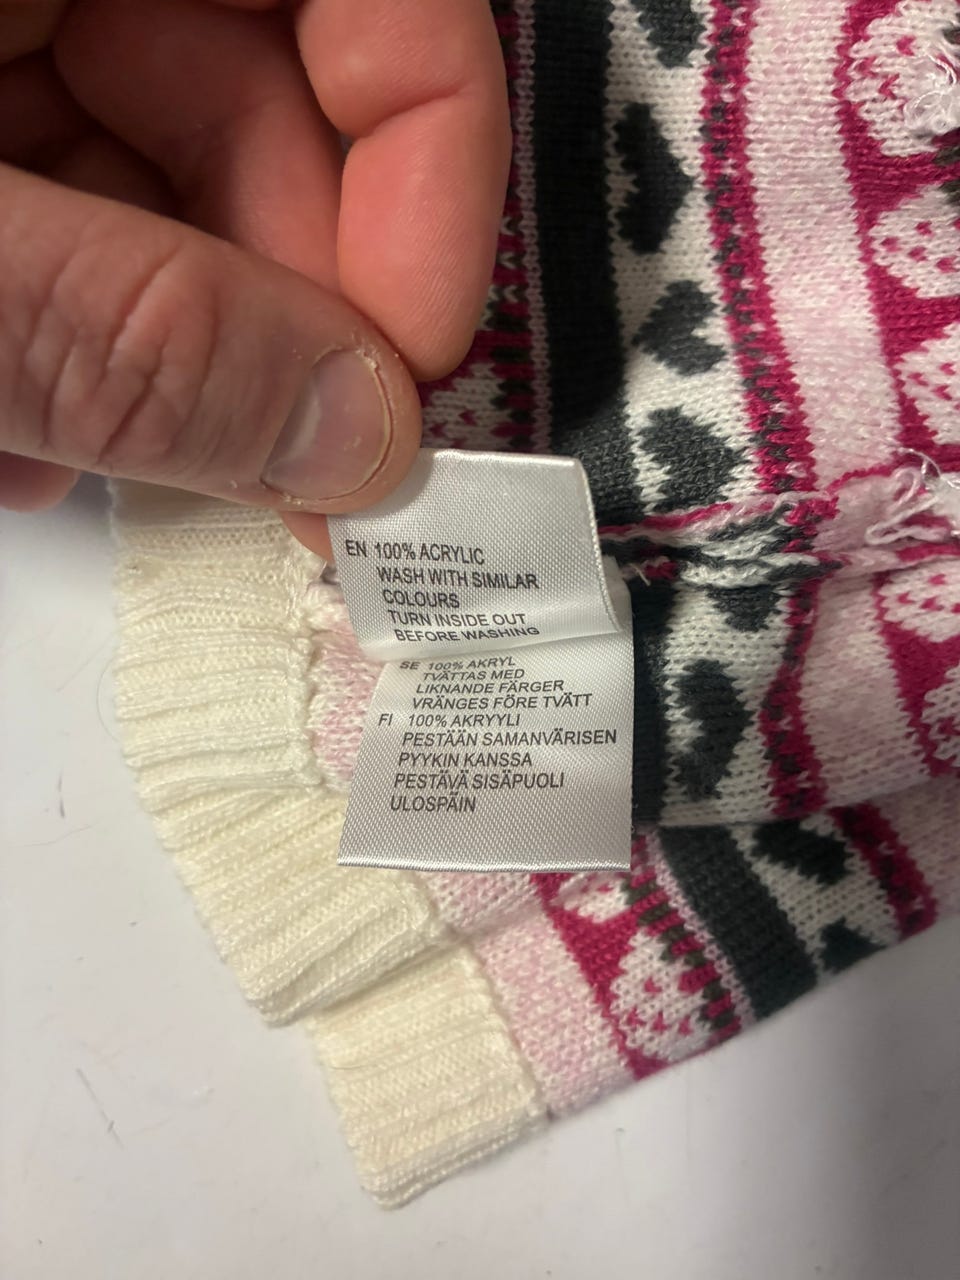 EN 100% ACRYLIC
WASH WITH SIMILAR
COLOURS
TURN INSIDE OUT
BEFORE WASHING
SE 100% AKRYL
TVÄTTAS MED
LIKNANDE FÄRGER
VRÄNGES FÖRE TVÄTT
FI 100% AKRYYLI
PESTÄÄN SAMANVÄRISEN
PYYKIN KANSSA
PESTÄVÄ SISÄPUOLI
ULOSPÄIN